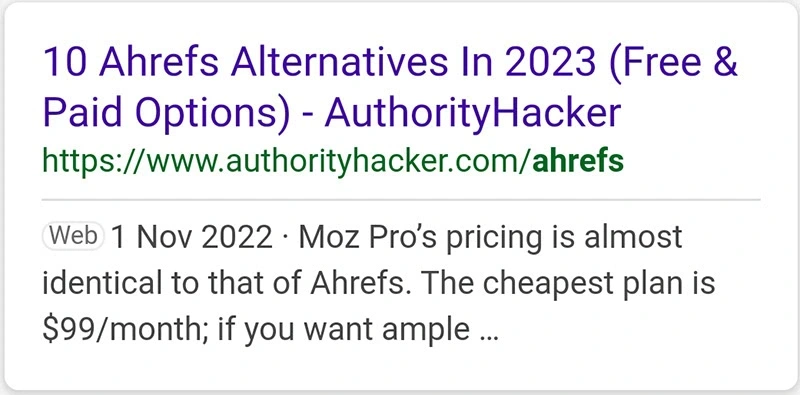 10 Ahrefs Alternatives In 2023 (Free &
Paid Options) - AuthorityHacker
https://www.authorityhacker.com/ahrefs
Web 1 Nov 2022 · Moz Pro’s pricing is almost
identical to that of Ahrefs. The cheapest plan is
$99/month; if you want ample ...